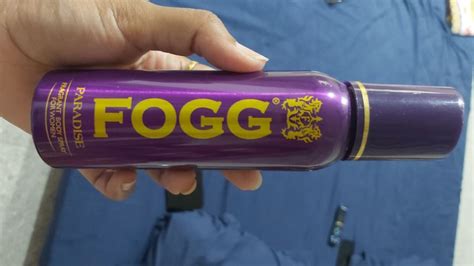 FOGG®
PARADISE
FRAGRANT BODY SPRAY
FOR WOMEN